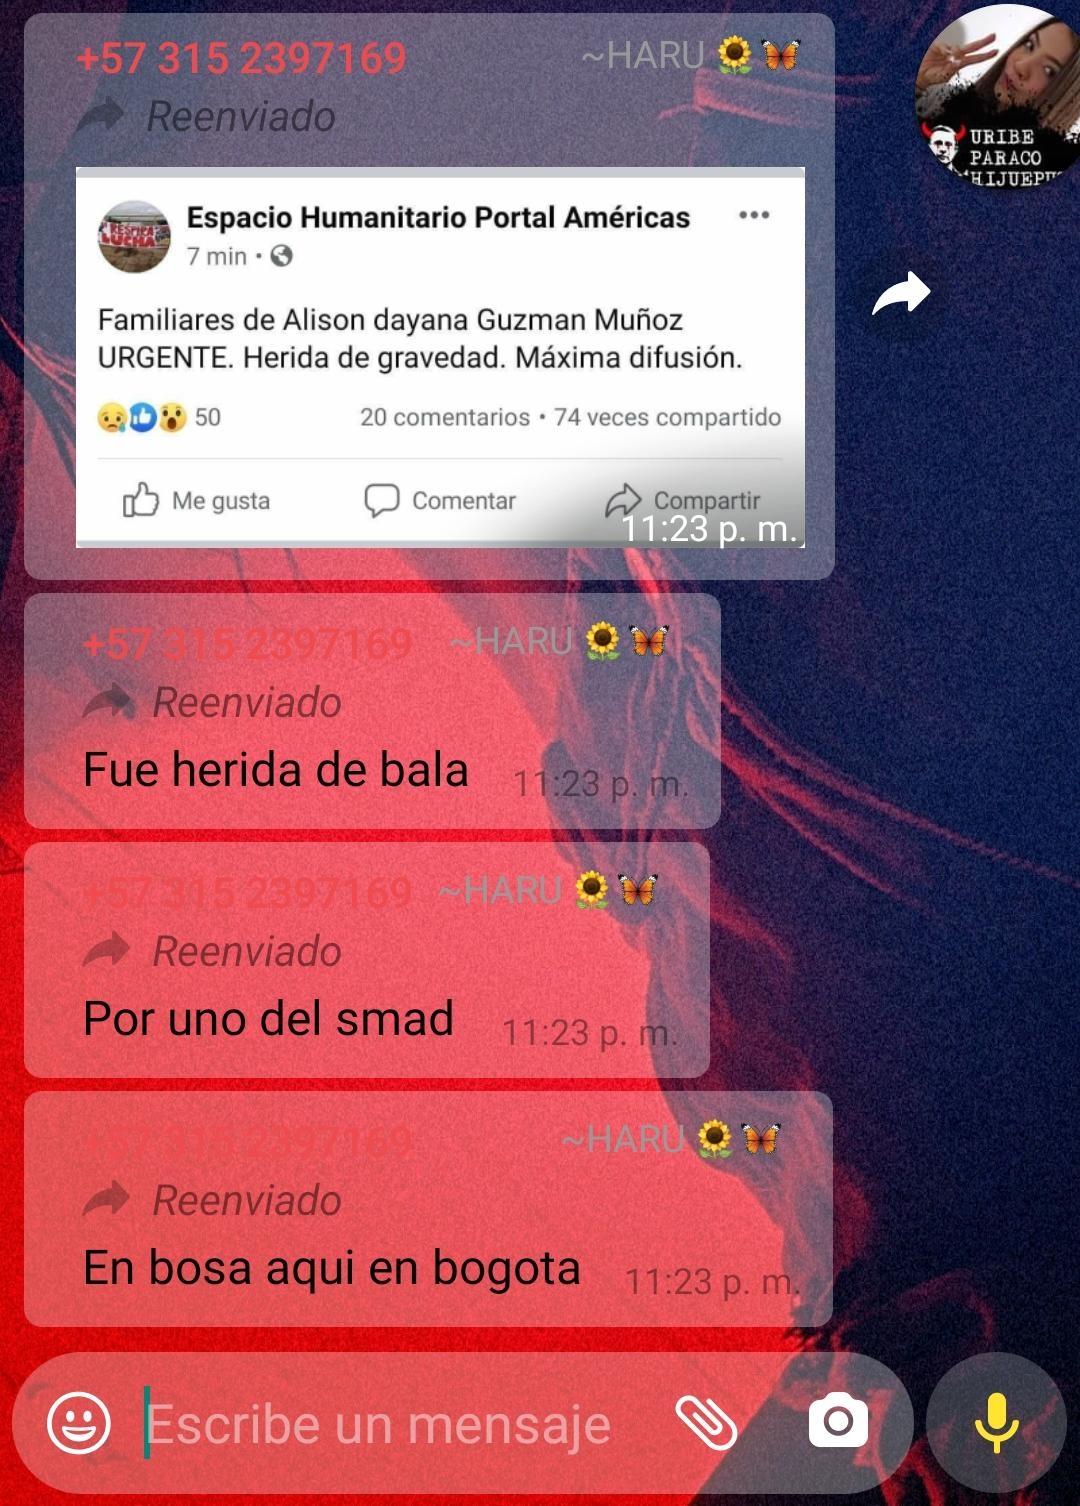 +57 315 2397169 ~HARU 🌻🦋
Reenviado
URIBE
PARACO
Espacio Humanitario Portal Américas
7 min
Familiares de Alison dayana Guzman Muñoz
URGENTE. Herida de gravedad. Máxima difusión.
50 20 comentarios • 74 veces compartido
Me gusta Comentar Compartir
11:23 p. m.
+57 315 2397169 ~HARU 🌻🦋
Reenviado
Fue herida de bala 11:23 p. m.
+57 315 2397169 ~HARU 🌻🦋
Reenviado
Por uno del smad 11:23 p. m.
+57 315 2397169 ~HARU 🌻🦋
Reenviado
En bosa aqui en bogota 11:23 p. m.
Escribe un mensaje